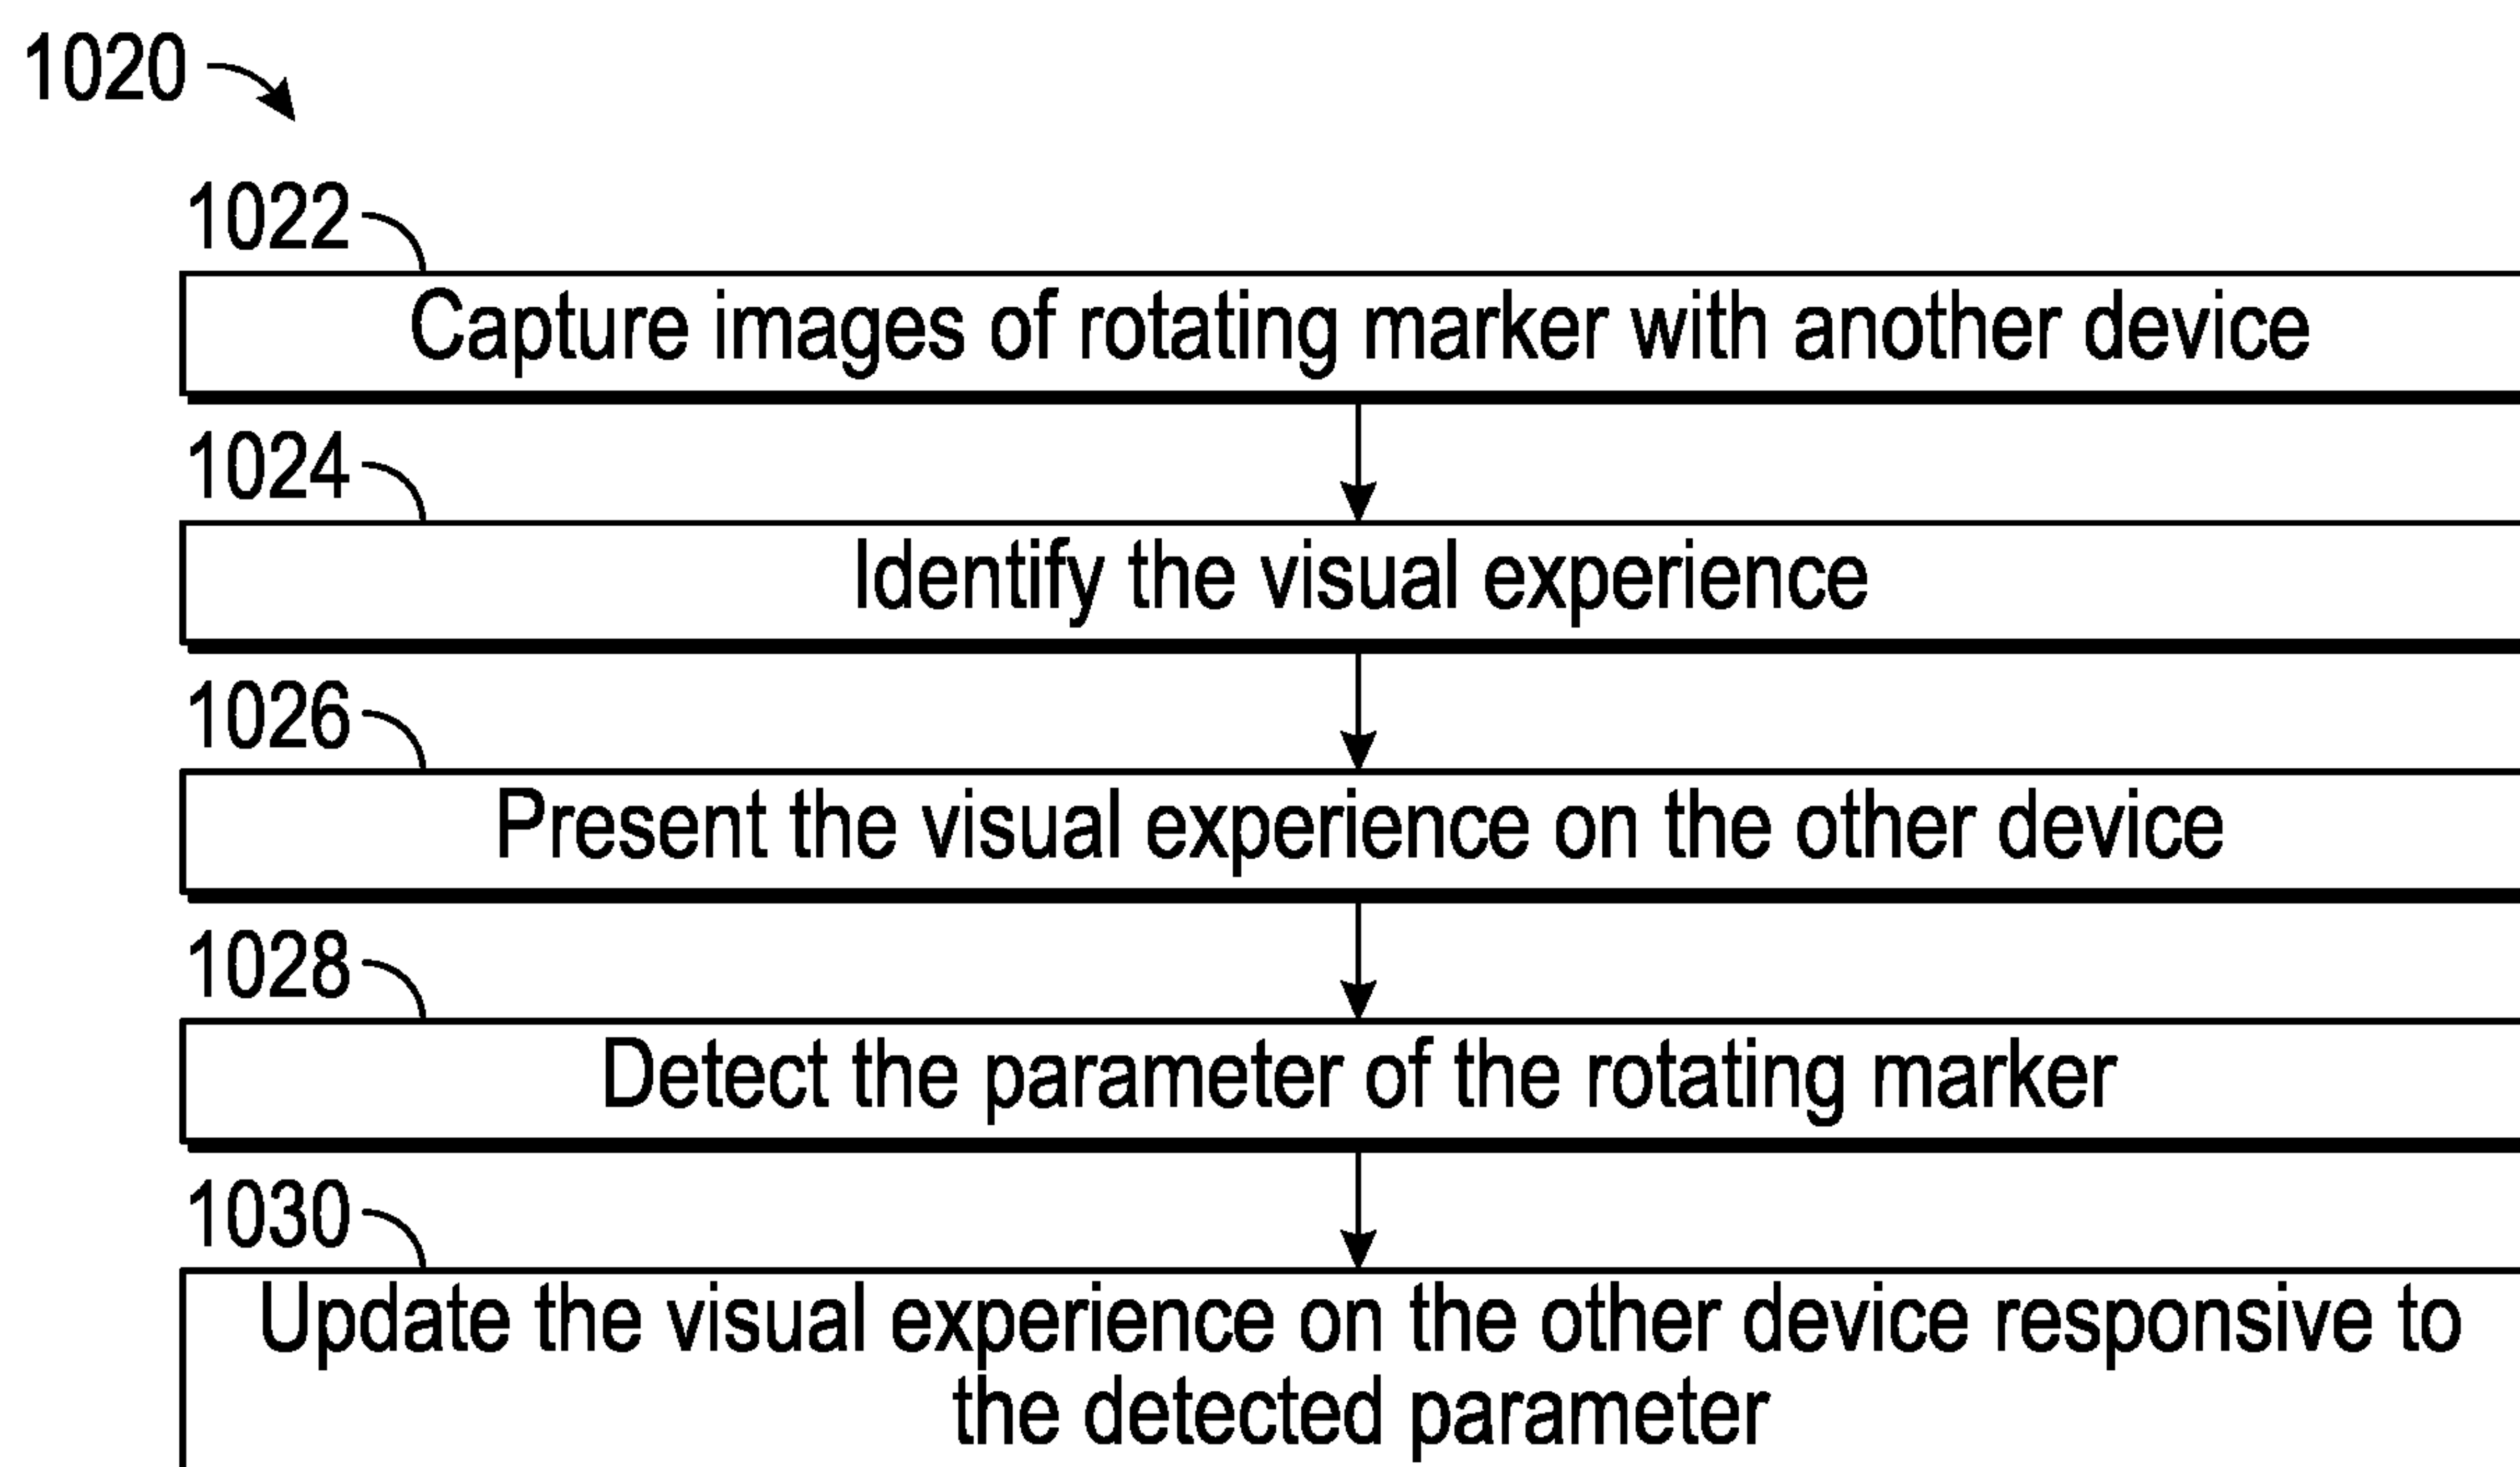 1020
1022
Capture images of rotating marker with another device
1024
Identify the visual experience
1026
Present the visual experience on the other device
1028
Detect the parameter of the rotating marker
1030
Update the visual experience on the other device responsive to
the detected parameter